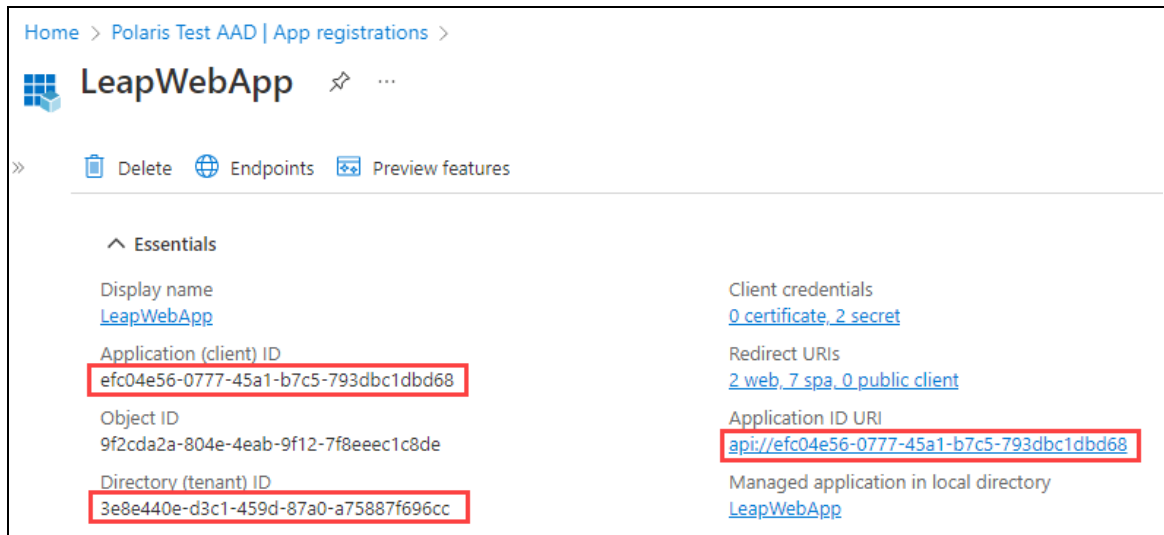 Home > Polaris Test AAD | App registrations >
LeapWebApp ...
» Delete Endpoints Preview features
Essentials
Display name
LeapWebApp
Application (client) ID
efc04e56-0777-45a1-b7c5-793dbc1dbd68
Object ID
9f2cda2a-804e-4eab-9f12-7f8eeec1c8de
Directory (tenant) ID
3e8e440e-d3c1-459d-87a0-a75887f696cc
Client credentials
0 certificate, 2 secret
Redirect URIs
2 web, 7 spa, 0 public client
Application ID URI
api://efc04e56-0777-45a1-b7c5-793dbc1dbd68
Managed application in local directory
LeapWebApp